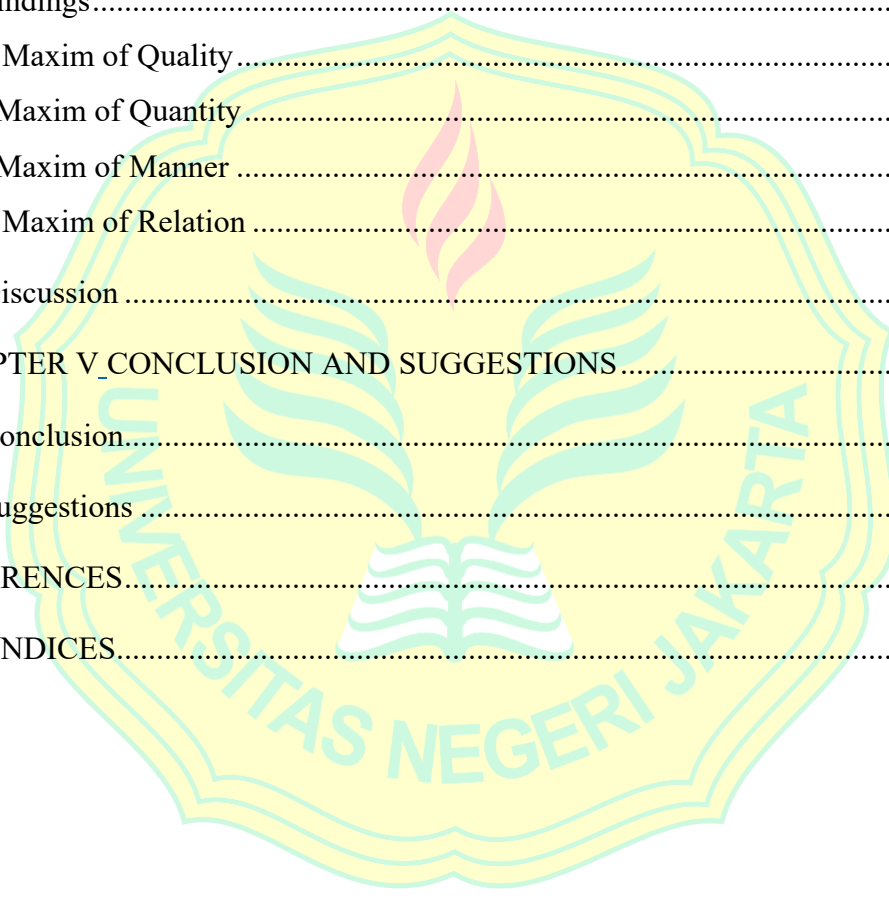 indings................................................................................................
Maxim of Quality................................................................................
Maxim of Quantity...............................................................................
Maxim of Manner ................................................................................
Maxim of Relation ..............................................................................
iscussion ..............................................................................................
PTER V CONCLUSION AND SUGGESTIONS.................................
onclusion..............................................................................................
uggestions ............................................................................................
RENCES...............................................................................................
NDICES................................................................................................
UNIVERSITAS NEGERI JAKARTA